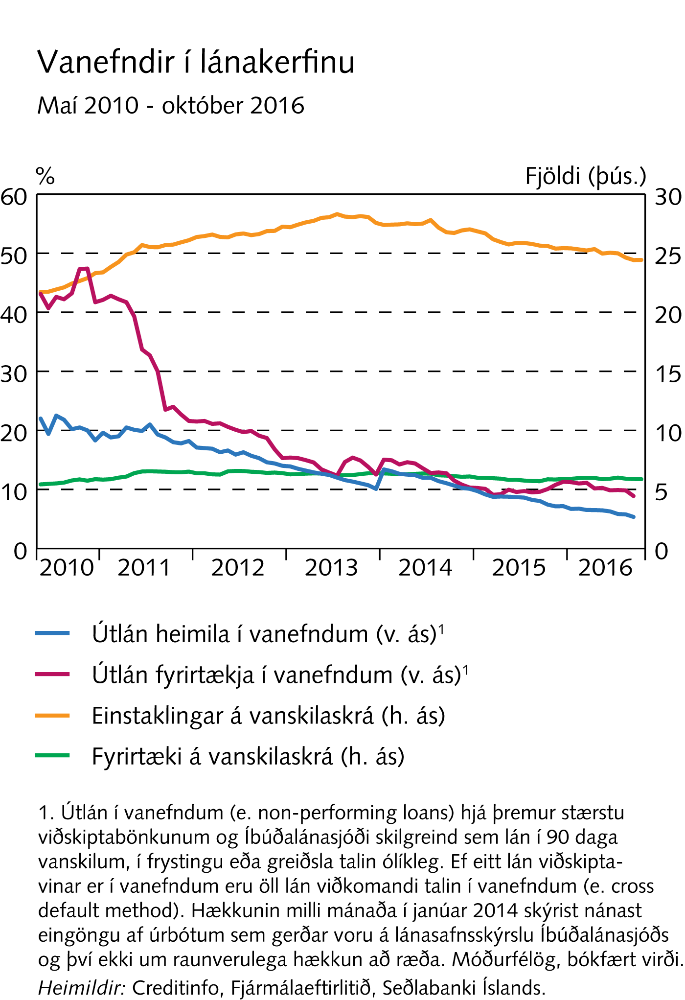 Vanefndir í lánakerfinu
Maí 2010 - október 2016
% Fjöldi (þús.)
60 30
50 25
40 20
30 15
20 10
10 5
0 0
2010 2011 2012 2013 2014 2015 2016
Útlán heimila í vanefndum (v. ás)¹
Útlán fyrirtækja í vanefndum (v. ás)¹
Einstaklingar á vanskilaskrá (h. ás)
Fyrirtæki á vanskilaskrá (h. ás)
1. Útlán í vanefndum (e. non-performing loans) hjá þremur stærstu
viðskiptabönkunum og Íbúðalánasjóði skilgreind sem lán í 90 daga
vanskilum, í frystingu eða greiðsla talin ólíkleg. Ef eitt lán viðskipta-
vinar er í vanefndum eru öll lán viðkomandi talin í vanefndum (e. cross
default method). Hækkunin milli mánaða í janúar 2014 skýrist nánast
eingöngu af úrbótum sem gerðar voru á lánasafnsskýrslu Íbúðalánasjóðs
og því ekki um raunverulega hækkun að ræða. Móðurfélög, bókfært virði.
Heimildir: Creditinfo, Fjármálaeftirlitið, Seðlabanki Íslands.